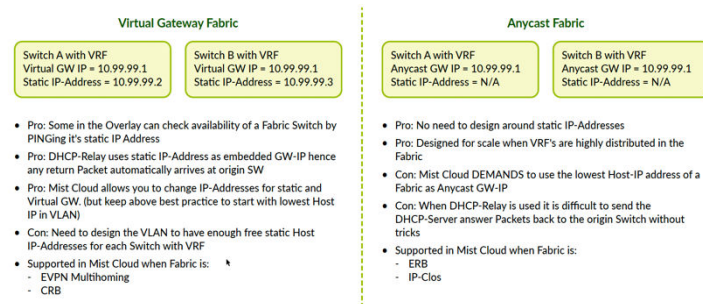 Virtual Gateway Fabric
Switch A with VRF
Virtual GW IP = 10.99.99.1
Static IP-Address = 10.99.99.2
Switch B with VRF
Virtual GW IP = 10.99.99.1
Static IP-Address = 10.99.99.3
• Pro: Some in the Overlay can check availability of a Fabric Switch by
PINGing it's static IP Address
• Pro: DHCP-Relay uses static IP-Address as embedded GW-IP hence
any return Packet automatically arrives at origin SW
• Pro: Mist Cloud allows you to change IP-Addresses for static and
Virtual GW. (but keep above best practice to start with lowest Host
IP in VLAN)
• Con: Need to design the VLAN to have enough free static Host
IP-Addresses for each Switch with VRF
• Supported in Mist Cloud when Fabric is:
- EVPN Multihoming
- CRB
Anycast Fabric
Switch A with VRF
Anycast GW IP = 10.99.99.1
Static IP-Address = N/A
Switch B with VRF
Anycast GW IP = 10.99.99.1
Static IP-Address = N/A
• Pro: No need to design around static IP-Addresses
• Pro: Designed for scale when VRF's are highly distributed in the
Fabric
• Con: Mist Cloud DEMANDS to use the lowest Host-IP address of a
Fabric as Anycast GW-IP
• Con: When DHCP-Relay is used it is difficult to send the
DHCP-Server answer Packets back to the origin Switch without
tricks
• Supported in Mist Cloud when Fabric is:
- ERB
- IP-Clos